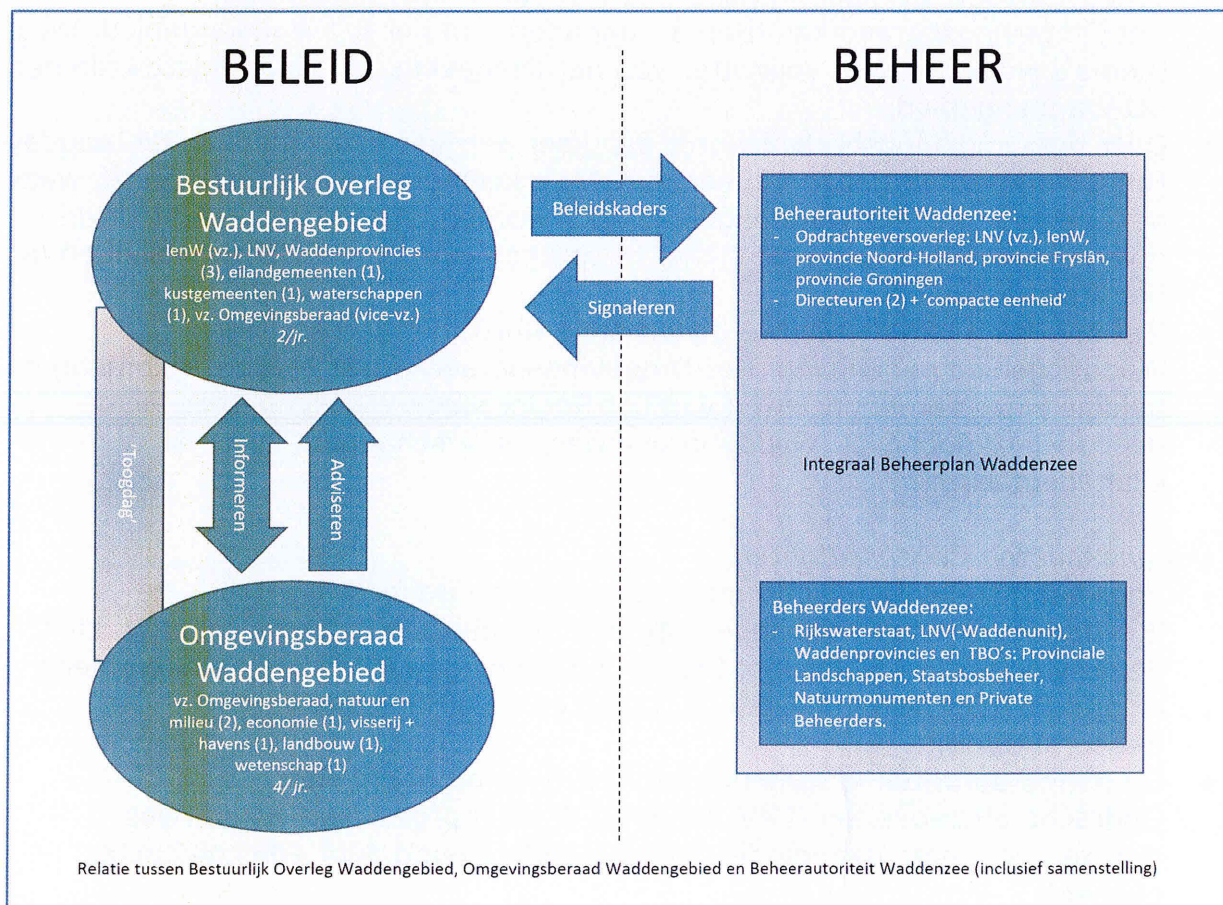 BELEID
BEHEER
Bestuurlijk Overleg
Waddengebied
IenW (vz.), LNV, Waddenprovincies
(3), eilandgemeenten (1),
kustgemeenten (1), waterschappen
(1), vz. Omgevingsberaad (vice-vz.)
2/jr.
Beleidskaders
Signaleren
Beheerautoriteit Waddenzee:
- Opdrachtgeversoverleg: LNV (vz.), IenW,
provincie Noord-Holland, provincie Fryslân,
provincie Groningen
- Directeuren (2) + ‘compacte eenheid’
‘Toogdag’
Informeren
Adviseren
Integraal Beheerplan Waddenzee
Omgevingsberaad
Waddengebied
vz. Omgevingsberaad, natuur en
milieu (2), economie (1), visserij +
havens (1), landbouw (1),
wetenschap (1)
4/ jr.
Beheerders Waddenzee:
- Rijkswaterstaat, LNV(-Waddenunit),
Waddenprovincies en TBO’s: Provinciale
Landschappen, Staatsbosbeheer,
Natuurmonumenten en Private
Beheerders.
Relatie tussen Bestuurlijk Overleg Waddengebied, Omgevingsberaad Waddengebied en Beheerautoriteit Waddenzee (inclusief samenstelling)